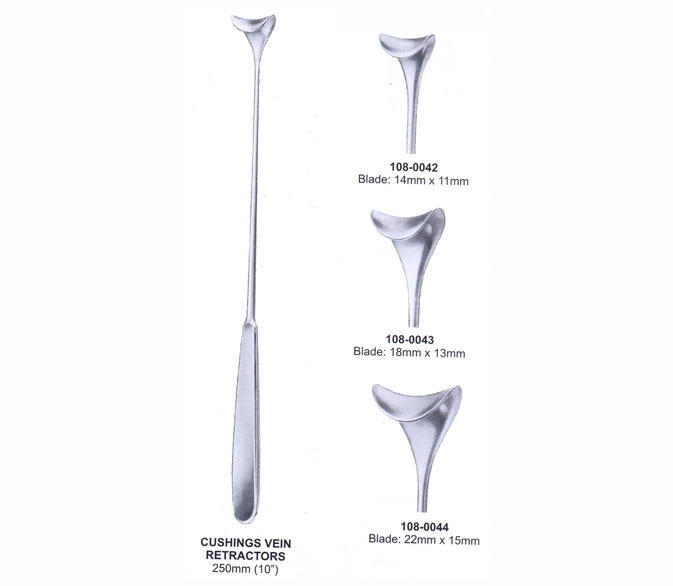 108-0042
Blade: 14mm x 11mm
108-0043
Blade: 18mm x 13mm
108-0044
Blade: 22mm x 15mm
CUSHINGS VEIN
RETRACTORS
250mm (10")